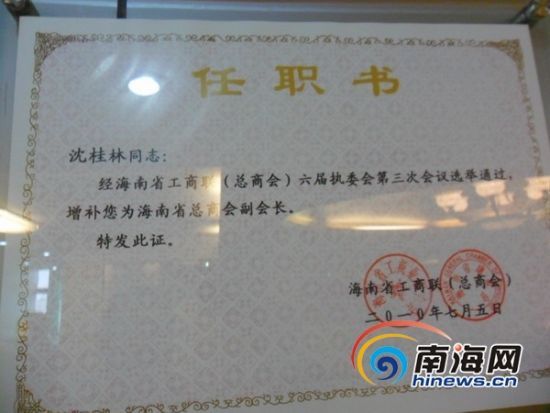 任职书
沈桂林同志：
经海南省工商联（总商会）六届执委会第三次会议选举通过，
增补您为海南省总商会副会长。
特发此证。
海南省工商联（总商会）
二〇一〇年七月五日
南海网
hinews.cn